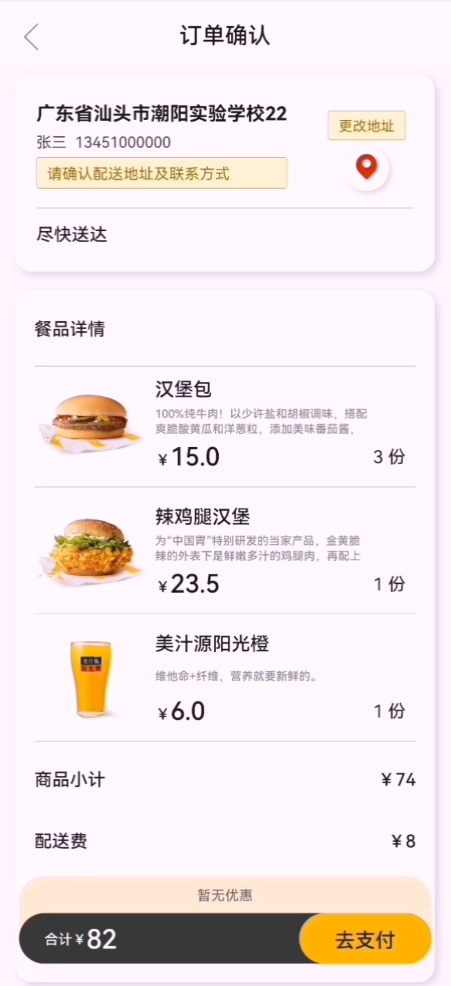 订单确认
广东省汕头市潮阳实验学校22
更改地址
张三 13451000000
请确认配送地址及联系方式
尽快送达
餐品详情
汉堡包
100%纯牛肉！以少许盐和胡椒调味，搭配
爽脆酸黄瓜和洋葱粒，添加美味番茄酱，
¥15.0
3 份
辣鸡腿汉堡
为“中国胃”特别研发的当家产品，金黄脆
辣的外表下是鲜嫩多汁的鸡腿肉，再配上
¥23.5
1 份
美汁源阳光橙
维他命+纤维，营养就要新鲜的。
¥6.0
1 份
商品小计
¥74
配送费
¥8
暂无优惠
合计¥82
去支付